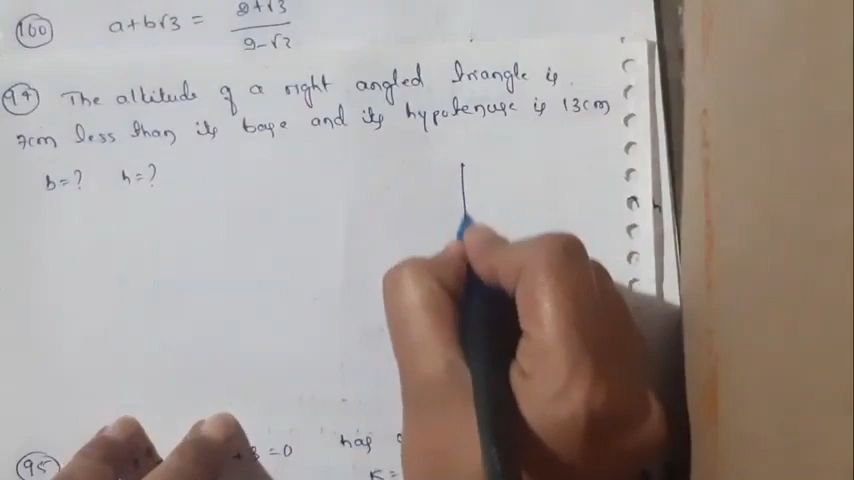 100 a+b√3 = 2+√3 / 2-√3
94 The altitude of a right angled triangle is
7cm less than its base and its hypotenuse is 13cm
b=? h=?
95 +3 =0 has
K=